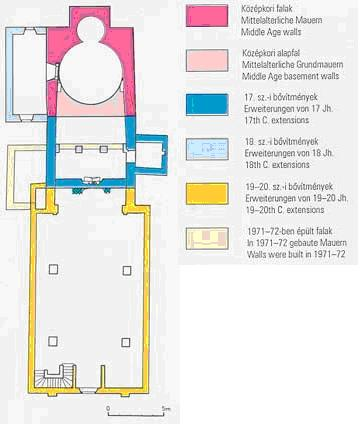 Középkori falak
Mittelalterliche Mauern
Middle Age walls
Középkori alapfal
Mittelalterliche Grundmauern
Middle Age basement walls
17. sz.-i bővítmények
Erweiterungen von 17 Jh.
17th C. extensions
18. sz.-i bővítmények
Erweiterungen von 18 Jh.
18th C. extensions
19–20. sz.-i bővítmények
Erweiterungen von 19–20 Jh.
19–20th C. extensions
1971–72-ben épült falak
In 1971–72 gebaute Mauern
Walls were built in 1971–72
0 5m